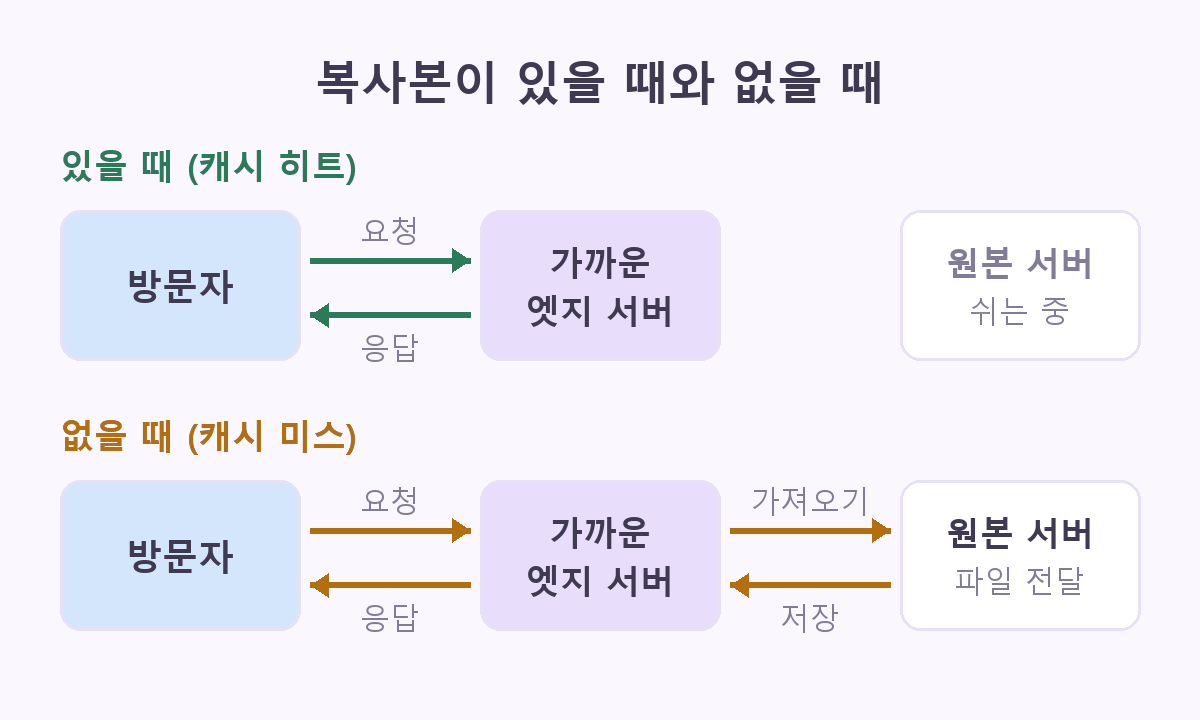 복사본이 있을 때와 없을 때
있을 때 (캐시 히트)
방문자
요청
응답
가까운
엣지 서버
원본 서버
쉬는 중
없을 때 (캐시 미스)
방문자
요청
응답
가까운
엣지 서버
가져오기
저장
원본 서버
파일 전달